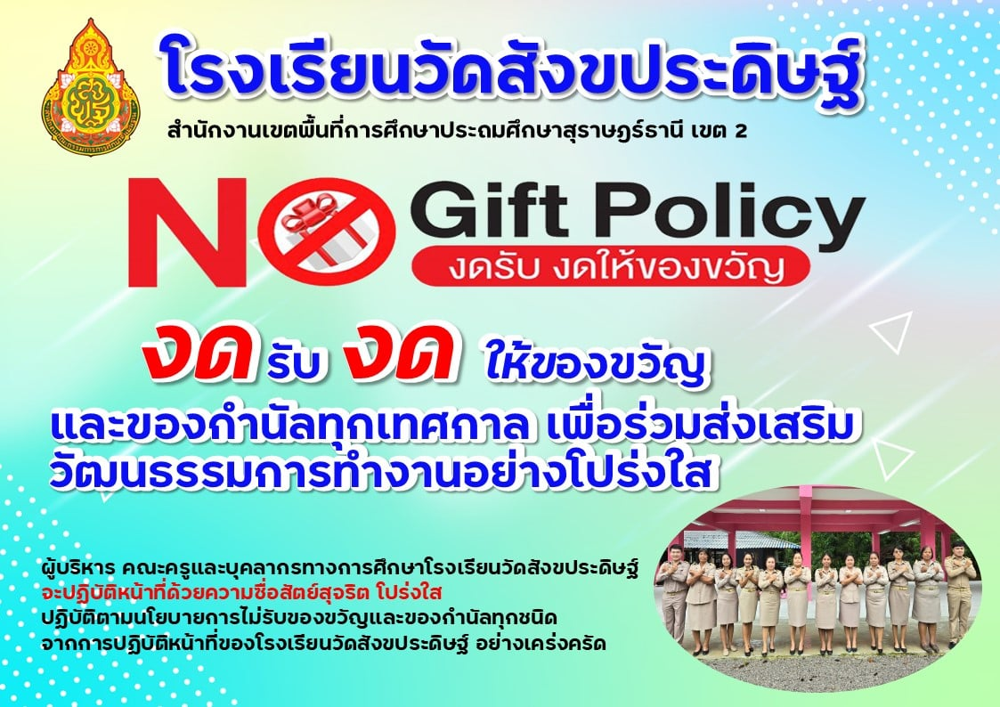 โรงเรียนวัดสังขประดิษฐ์
สำนักงานเขตพื้นที่การศึกษาประถมศึกษาสุราษฎร์ธานี เขต 2
NO Gift Policy
งดรับ งดให้ของขวัญ
งด รับ งด ให้ของขวัญ
และของกำนัลทุกเทศกาล เพื่อร่วมส่งเสริม
วัฒนธรรมการทำงานอย่างโปร่งใส
ผู้บริหาร คณะครูและบุคลากรทางการศึกษาโรงเรียนวัดสังขประดิษฐ์
จะปฏิบัติหน้าที่ด้วยความซื่อสัตย์สุจริต โปร่งใส
ปฏิบัติตามนโยบายการไม่รับของขวัญและของกำนัลทุกชนิด
จากการปฏิบัติหน้าที่ของโรงเรียนวัดสังขประดิษฐ์ อย่างเคร่งครัด